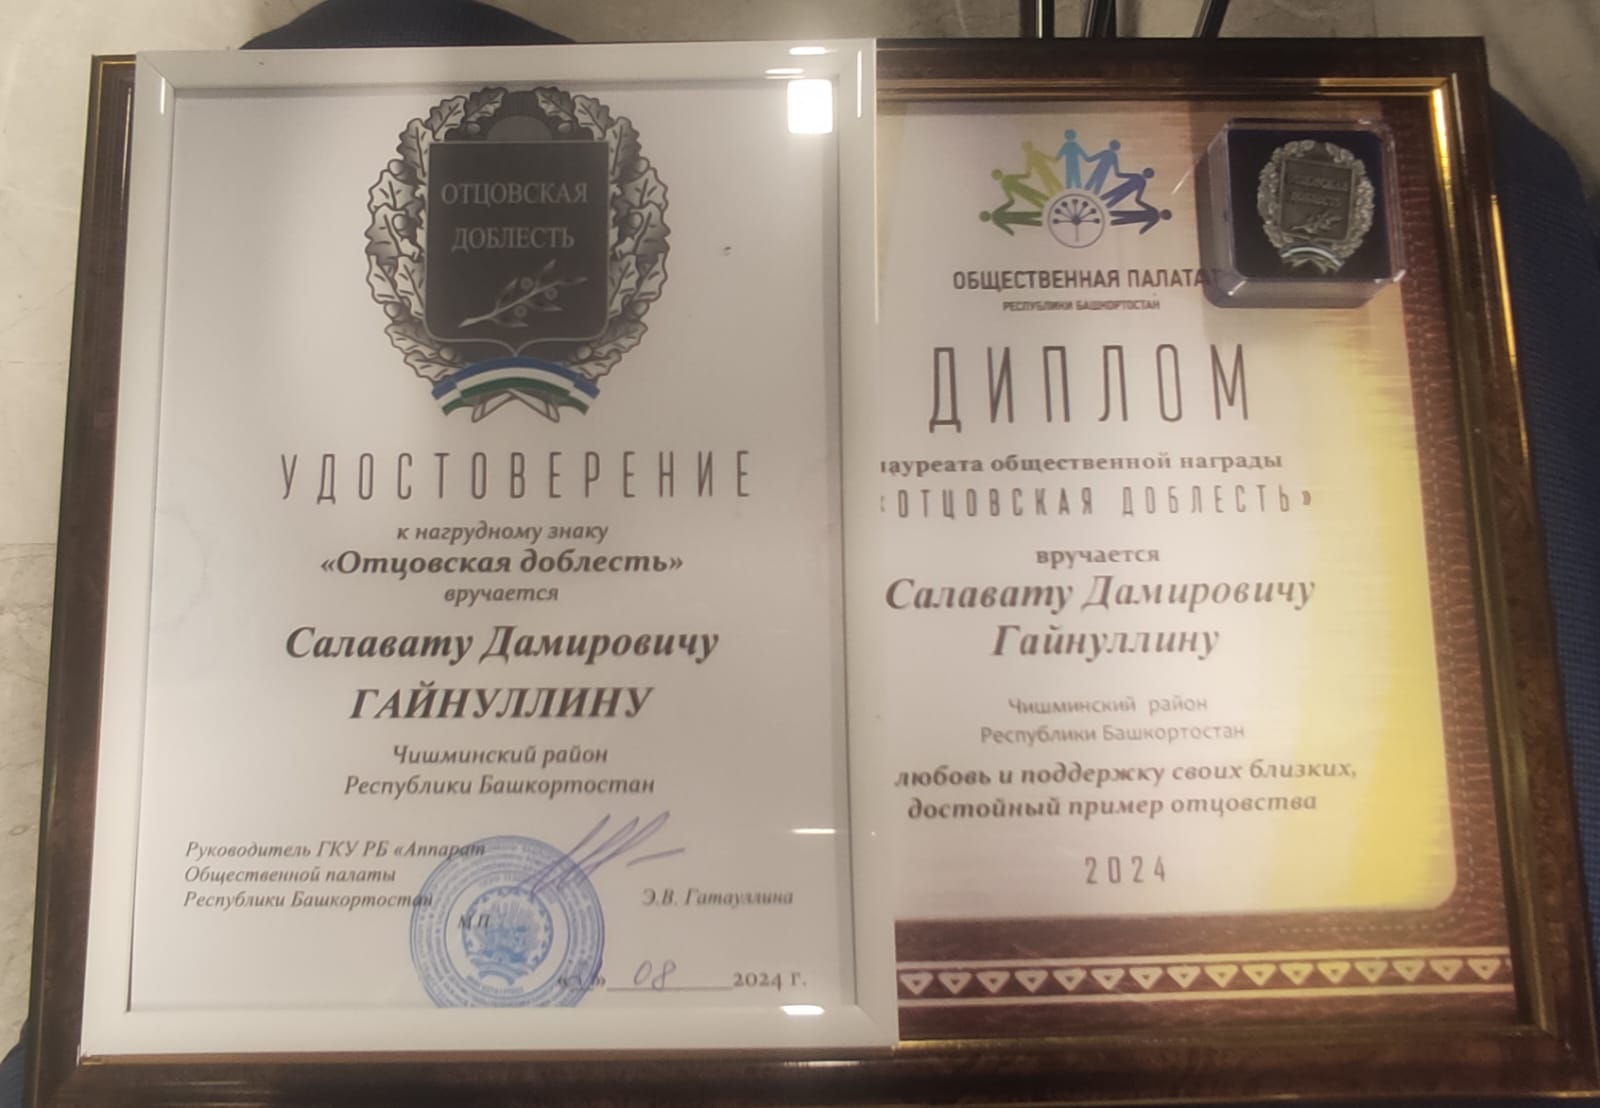 ОТЦОВСКАЯ
ДОБЛЕСТЬ
УДОСТОВЕРЕНИЕ
к нагрудному знаку
«Отцовская доблесть»
вручается
Салавату Дамировичу
ГАЙНУЛЛИНУ
Чишминский район
Республики Башкортостан
Руководитель ГКУ РБ «Аппарат
Общественной палаты
Республики Башкортостан
Э.В. Гатауллина
М.П.
08 2024 г.
ОБЩЕСТВЕННАЯ ПАЛАТА
РЕСПУБЛИКИ БАШКОРТОСТАН
ОТЦОВСКАЯ
ДОБЛЕСТЬ
ДИПЛОМ
лауреата общественной награды
«ОТЦОВСКАЯ ДОБЛЕСТЬ»
вручается
Салавату Дамировичу
Гайнуллину
Чишминский район
Республики Башкортостан
любовь и поддержку своих близких,
достойный пример отцовства
2024